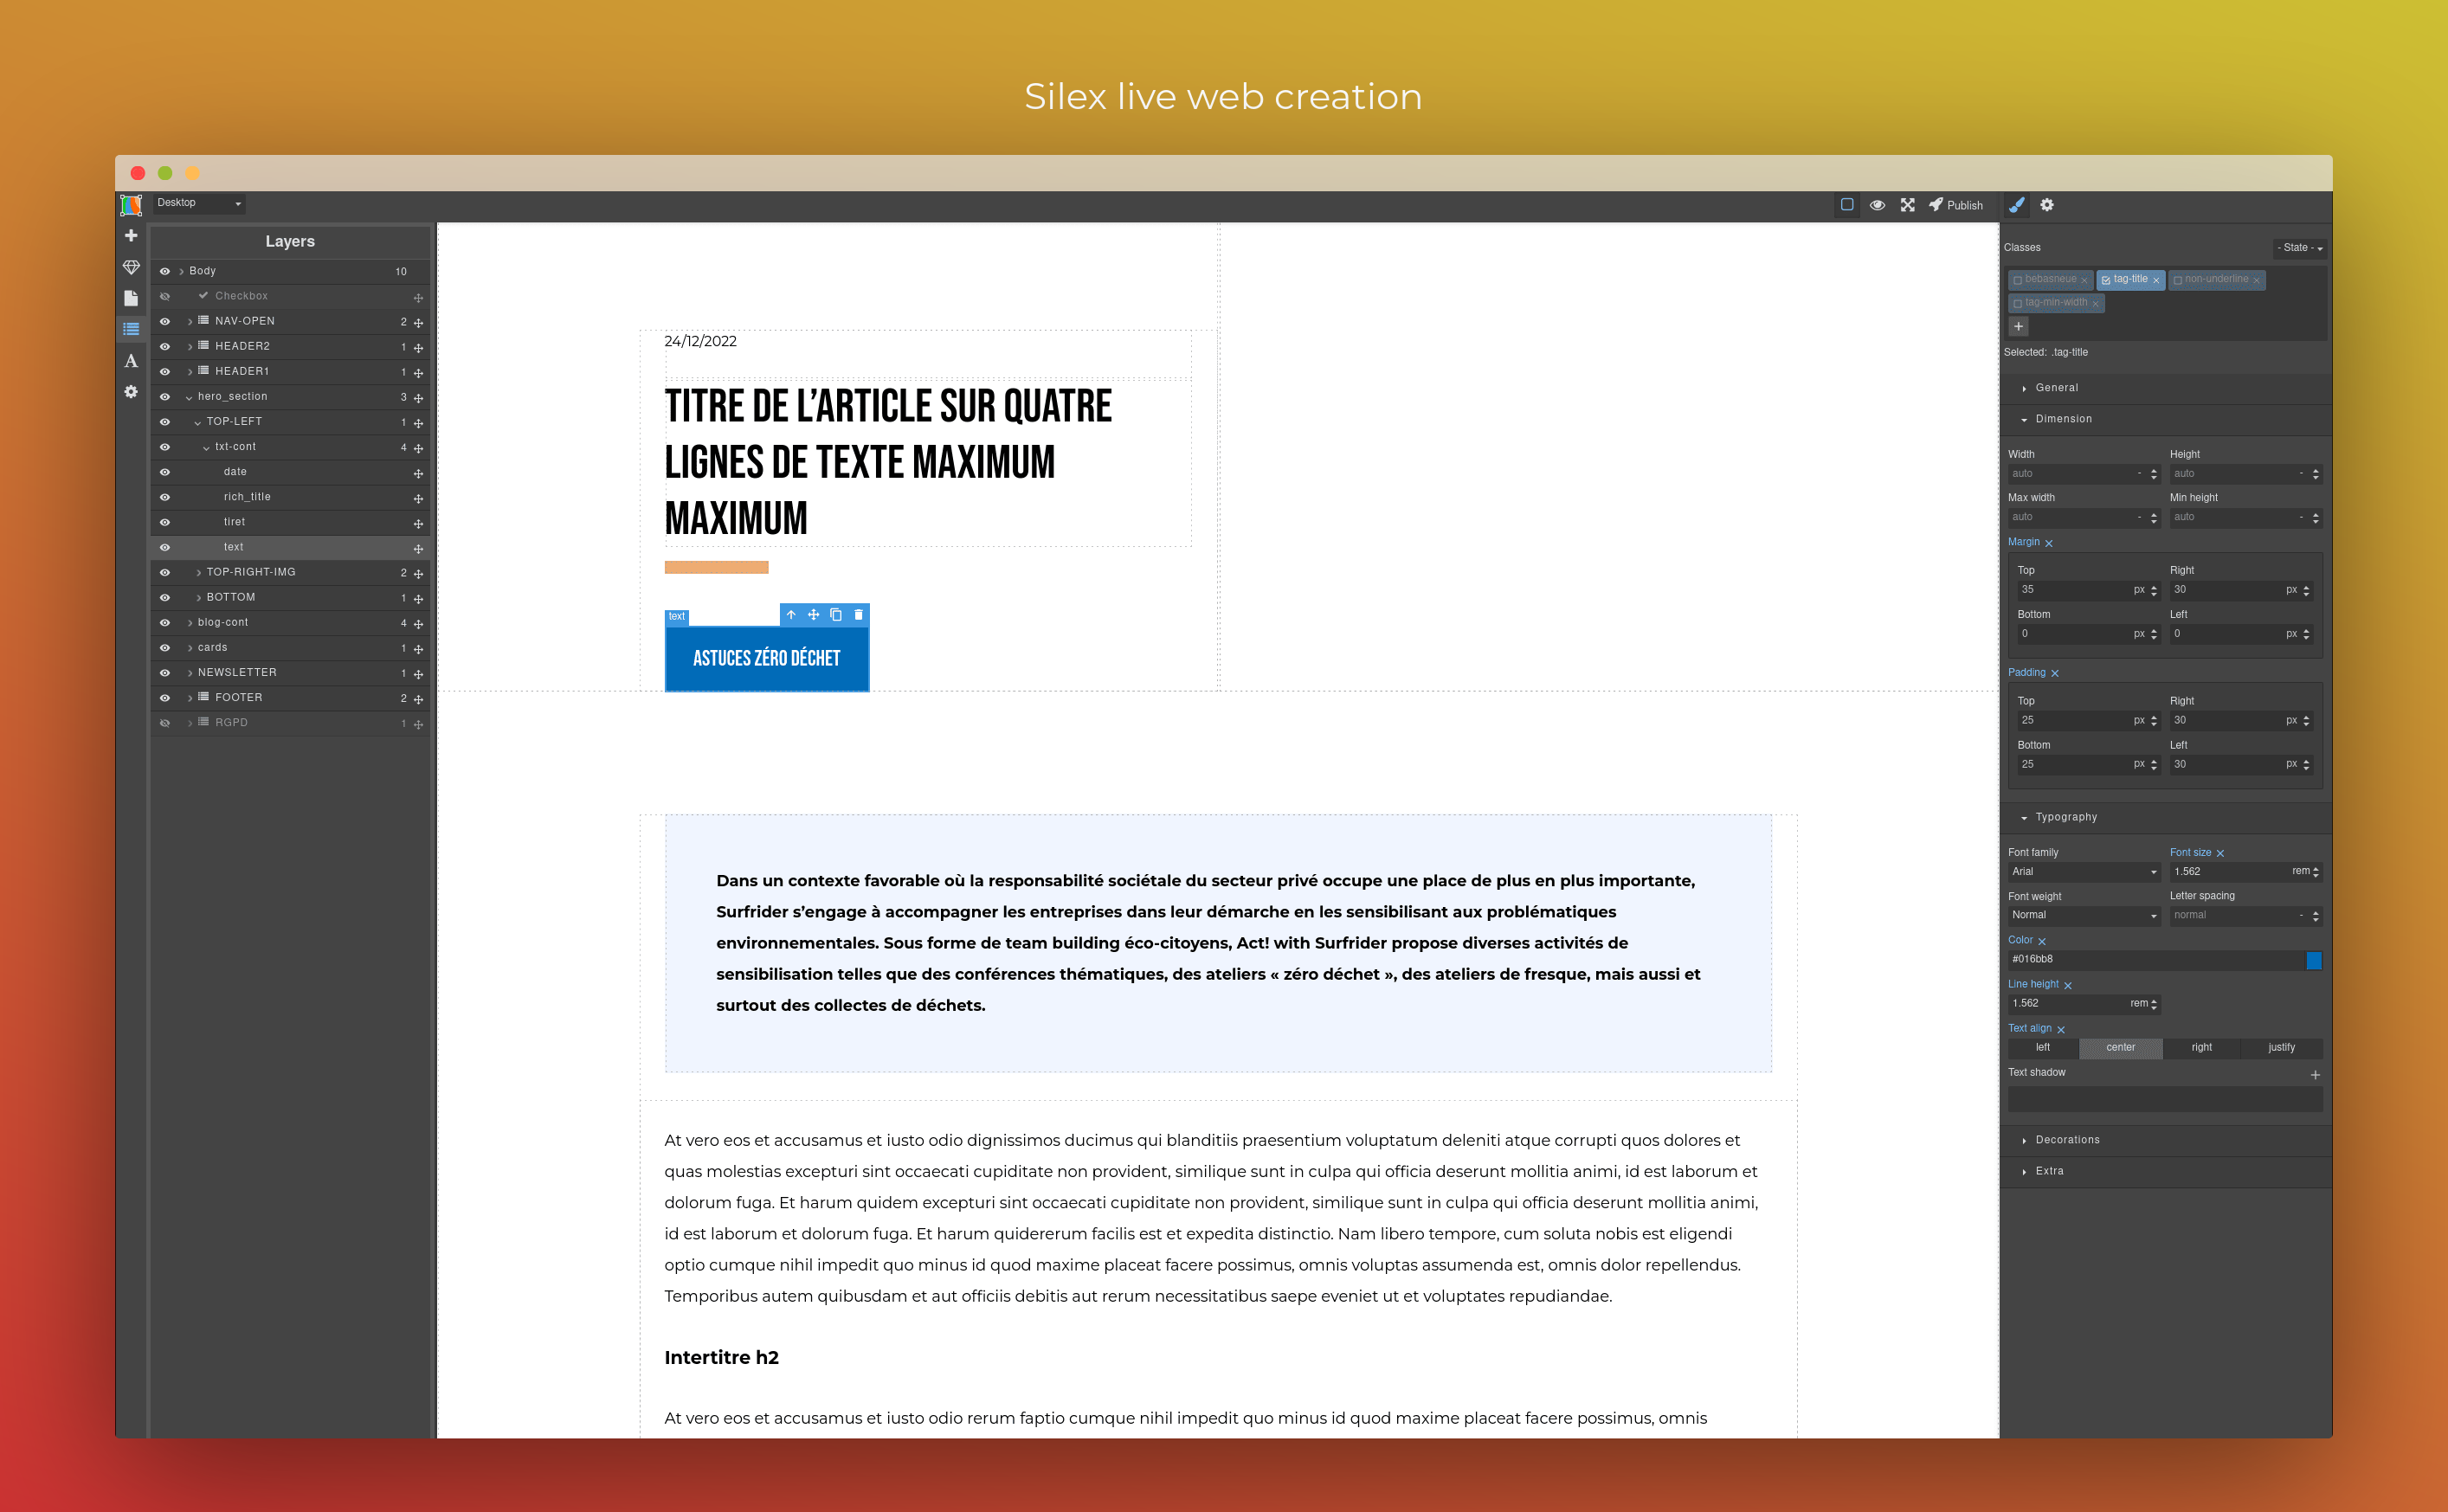 Silex live web creation
Desktop
Publish
Layers
Body 10
Checkbox
NAV-OPEN 2
HEADER2 1
HEADER1 1
hero_section 3
TOP-LEFT 1
txt-cont 4
date
rich_title
tiret
text
TOP-RIGHT-IMG 2
BOTTOM 1
blog-cont 4
cards 1
NEWSLETTER 1
FOOTER 2
RGPD 1
24/12/2022
TITRE DE L’ARTICLE SUR QUATRE
LIGNES DE TEXTE MAXIMUM
MAXIMUM
text
ASTUCES ZÉRO DÉCHET
Dans un contexte favorable où la responsabilité sociétale du secteur privé occupe une place de plus en plus importante,
Surfrider s’engage à accompagner les entreprises dans leur démarche en les sensibilisant aux problématiques
environnementales. Sous forme de team building éco-citoyens, Act! with Surfrider propose diverses activités de
sensibilisation telles que des conférences thématiques, des ateliers « zéro déchet », des ateliers de fresque, mais aussi et
surtout des collectes de déchets.
At vero eos et accusamus et iusto odio dignissimos ducimus qui blanditiis praesentium voluptatum deleniti atque corrupti quos dolores et
quas molestias excepturi sint occaecati cupiditate non provident, similique sunt in culpa qui officia deserunt mollitia animi, id est laborum et
dolorum fuga. Et harum quidem excepturi sint occaecati cupiditate non provident, similique sunt in culpa qui officia deserunt mollitia animi,
id est laborum et dolorum fuga. Et harum quidererum facilis est et expedita distinctio. Nam libero tempore, cum soluta nobis est eligendi
optio cumque nihil impedit quo minus id quod maxime placeat facere possimus, omnis voluptas assumenda est, omnis dolor repellendus.
Temporibus autem quibusdam et aut officiis debitis aut rerum necessitatibus saepe eveniet ut et voluptates repudiandae.
Intertitre h2
At vero eos et accusamus et iusto odio rerum faptio cumque nihil impedit quo minus id quod maxime placeat facere possimus, omnis
Classes - State -
bebasneue tag-title non-underline
tag-min-width
Selected: .tag-title
General
Dimension
Width Height
auto - auto -
Max width Min height
auto - auto -
Margin
Top Right
35 px 30 px
Bottom Left
0 px 0 px
Padding
Top Right
25 px 30 px
Bottom Left
25 px 30 px
Typography
Font family Font size
Arial 1.562 rem
Font weight Letter spacing
Normal normal -
Color
#016bb8
Line height
1.562 rem
Text align
left center right justify
Text shadow
Decorations
Extra